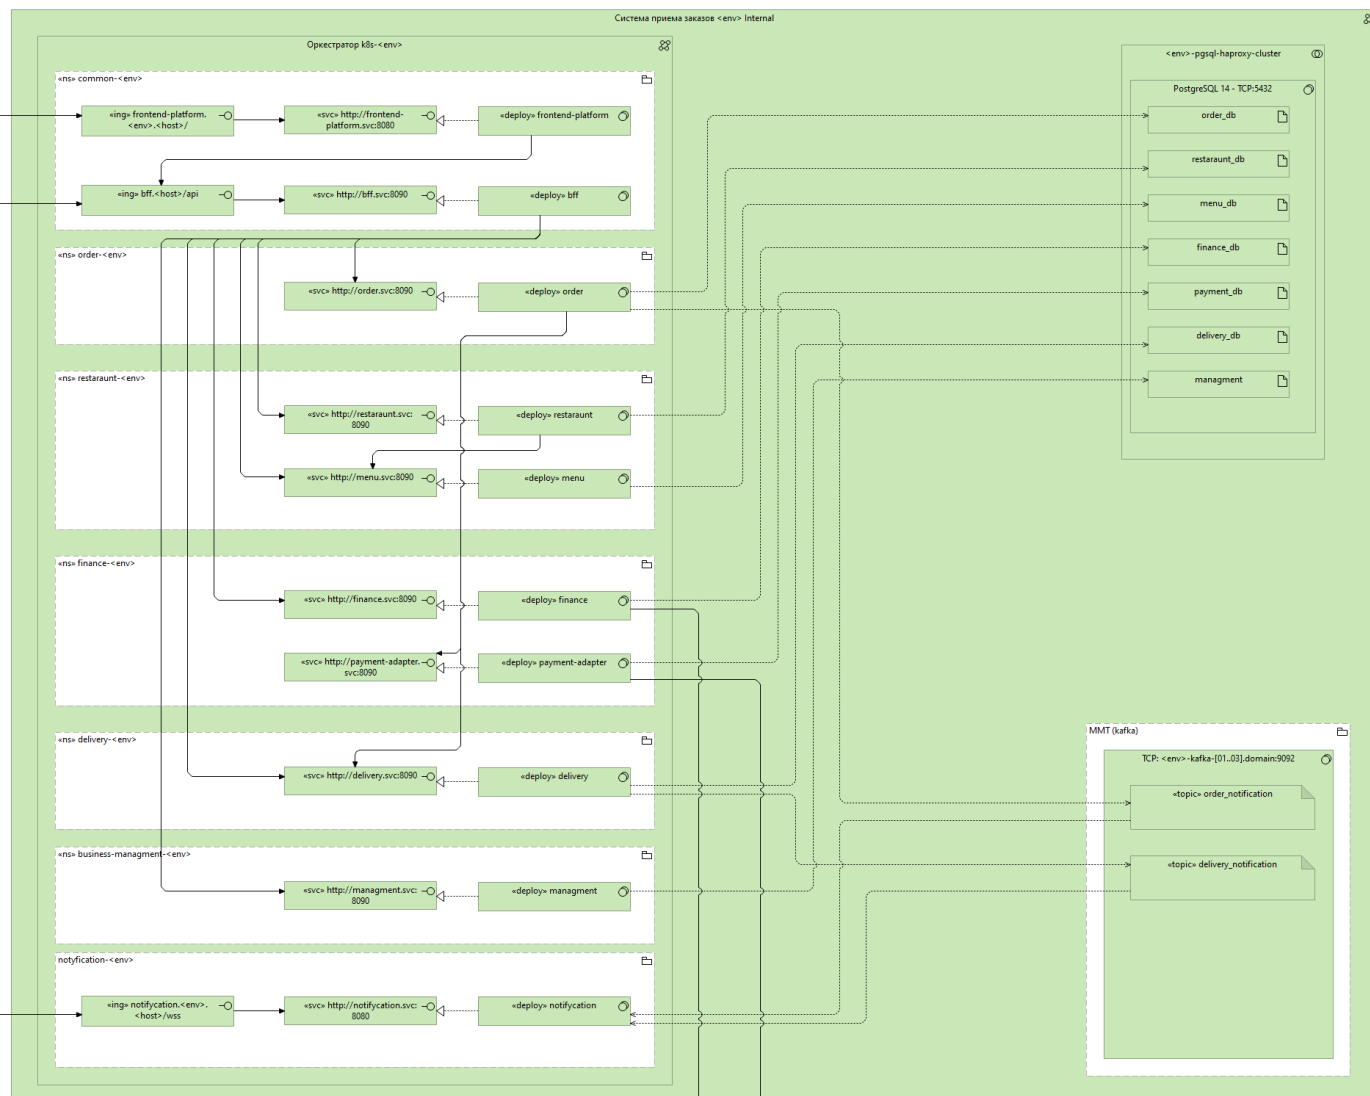 Система приема заказов <env> Internal
Оркестратор k8s-<env>
«ns» common-<env>
«ing» frontend-platform.
<env>.<host>/
«svc» http://frontend-
platform.svc:8080
«deploy» frontend-platform
«ing» bff.<host>/api
«svc» http://bff.svc:8090
«deploy» bff
«ns» order-<env>
«svc» http://order.svc:8090
«deploy» order
«ns» restaraunt-<env>
«svc» http://restaraunt.svc:
8090
«deploy» restaraunt
«svc» http://menu.svc:8090
«deploy» menu
«ns» finance-<env>
«svc» http://finance.svc:8090
«deploy» finance
«svc» http://payment-adapter.
svc:8090
«deploy» payment-adapter
«ns» delivery-<env>
«svc» http://delivery.svc:8090
«deploy» delivery
«ns» business-managment-<env>
«svc» http://managment.svc:
8090
«deploy» managment
notyfication-<env>
«ing» notifycation.<env>.
<host>/wss
«svc» http://notifycation.svc:
8080
«deploy» notifycation
<env>-pgsql-haproxy-cluster
PostgreSQL 14 - TCP:5432
order_db
restaraunt_db
menu_db
finance_db
payment_db
delivery_db
managment
MMT (kafka)
TCP: <env>-kafka-[01..03].domain:9092
«topic» order_notification
«topic» delivery_notification